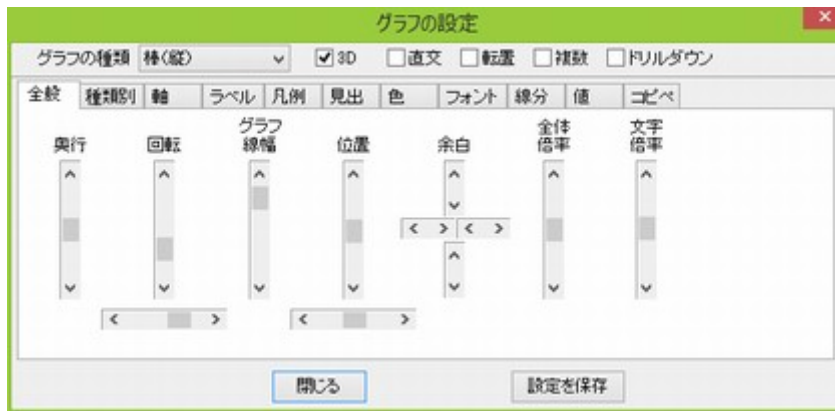 グラフの設定
グラフの種類 棒(縦) 3D 直交 転置 複数 ドリルダウン
全般 種類別 軸 ラベル 凡例 見出 色 フォント 線分 値 コピペ
奥行 回転 グラフ線幅 位置 余白 全体倍率 文字倍率
閉じる 設定を保存